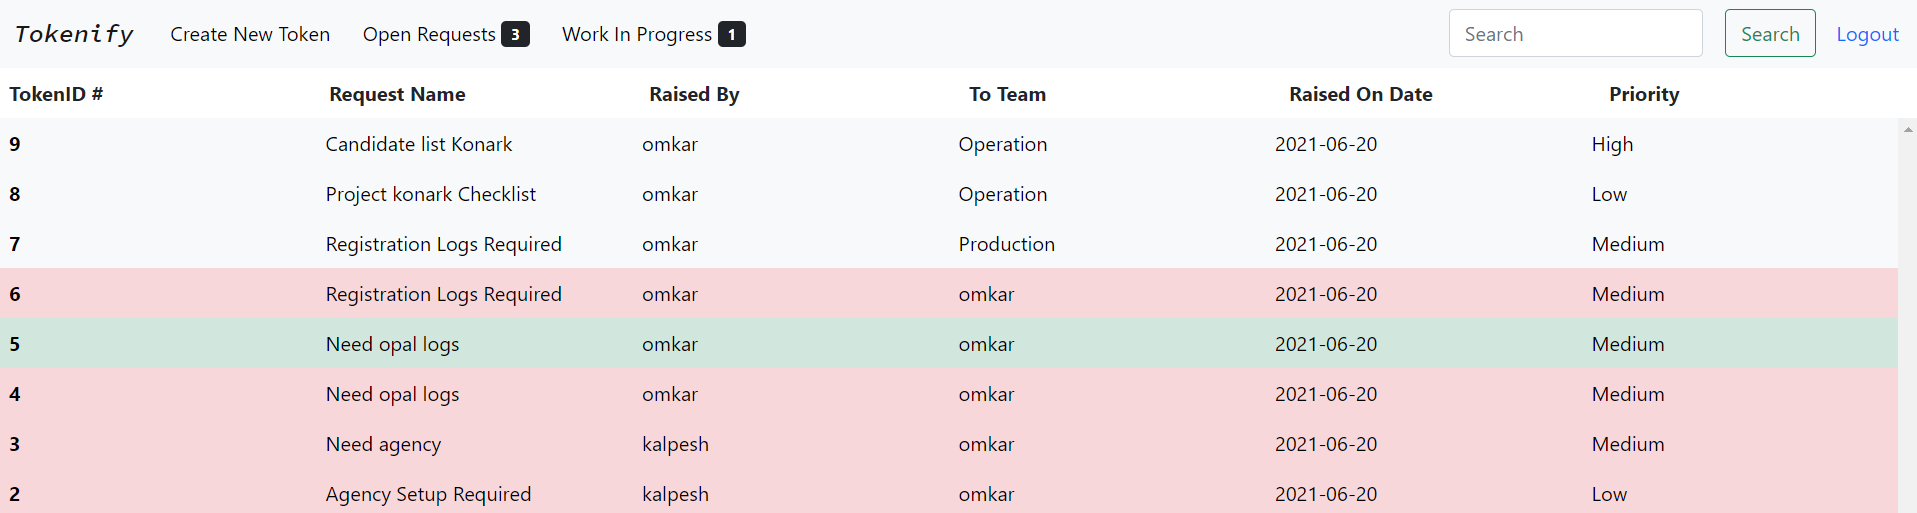 Tokenify Create New Token Open Requests 3 Work In Progress 1 Search Search Logout
TokenID # Request Name Raised By To Team Raised On Date Priority
9 Candidate list Konark omkar Operation 2021-06-20 High
8 Project konark Checklist omkar Operation 2021-06-20 Low
7 Registration Logs Required omkar Production 2021-06-20 Medium
6 Registration Logs Required omkar omkar 2021-06-20 Medium
5 Need opal logs omkar omkar 2021-06-20 Medium
4 Need opal logs omkar omkar 2021-06-20 Medium
3 Need agency kalpesh omkar 2021-06-20 Medium
2 Agency Setup Required kalpesh omkar 2021-06-20 Low